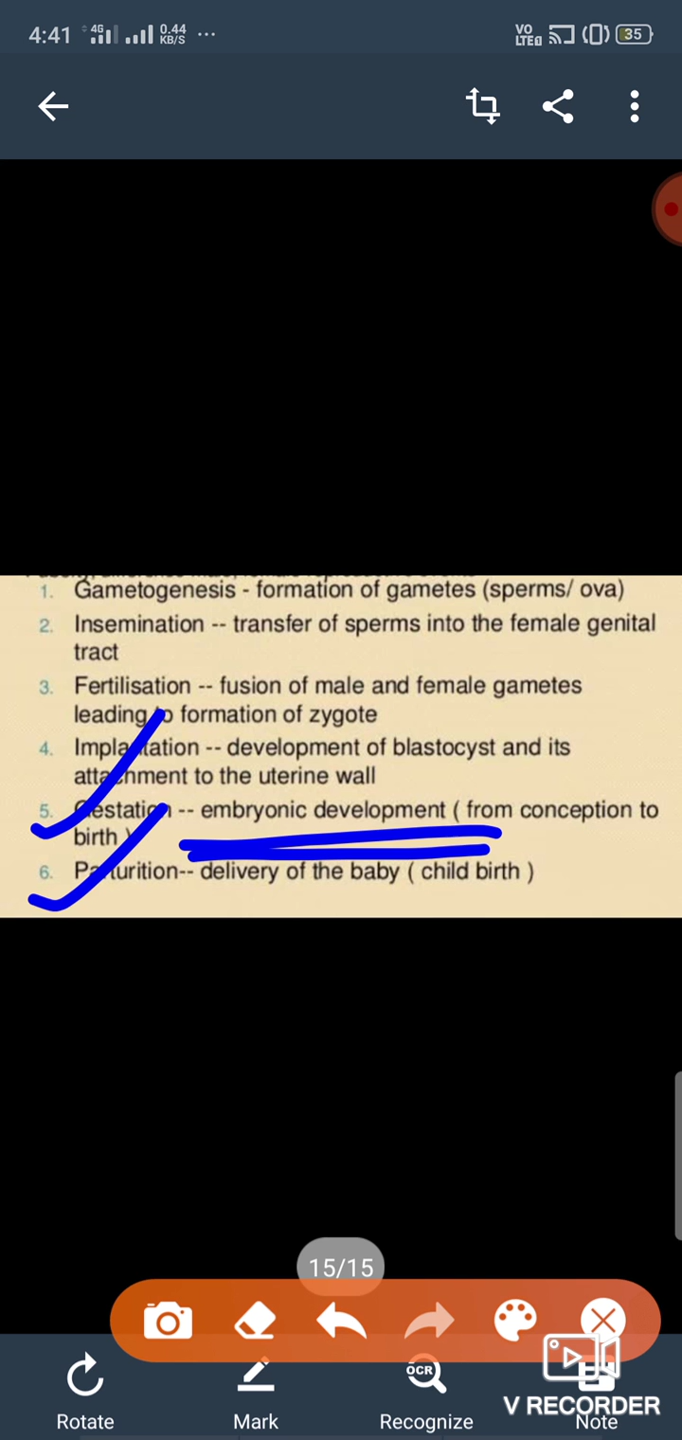 4:41 4G 0.44 KB/S ... VO LTE 35
1. Gametogenesis - formation of gametes (sperms/ ova)
2. Insemination -- transfer of sperms into the female genital
tract
3. Fertilisation -- fusion of male and female gametes
leading to formation of zygote
4. Implantation -- development of blastocyst and its
attachment to the uterine wall
5. Gestation -- embryonic development ( from conception to
birth )
6. Parturition-- delivery of the baby ( child birth )
15/15
OCR
V RECORDER
Rotate Mark Recognize Note